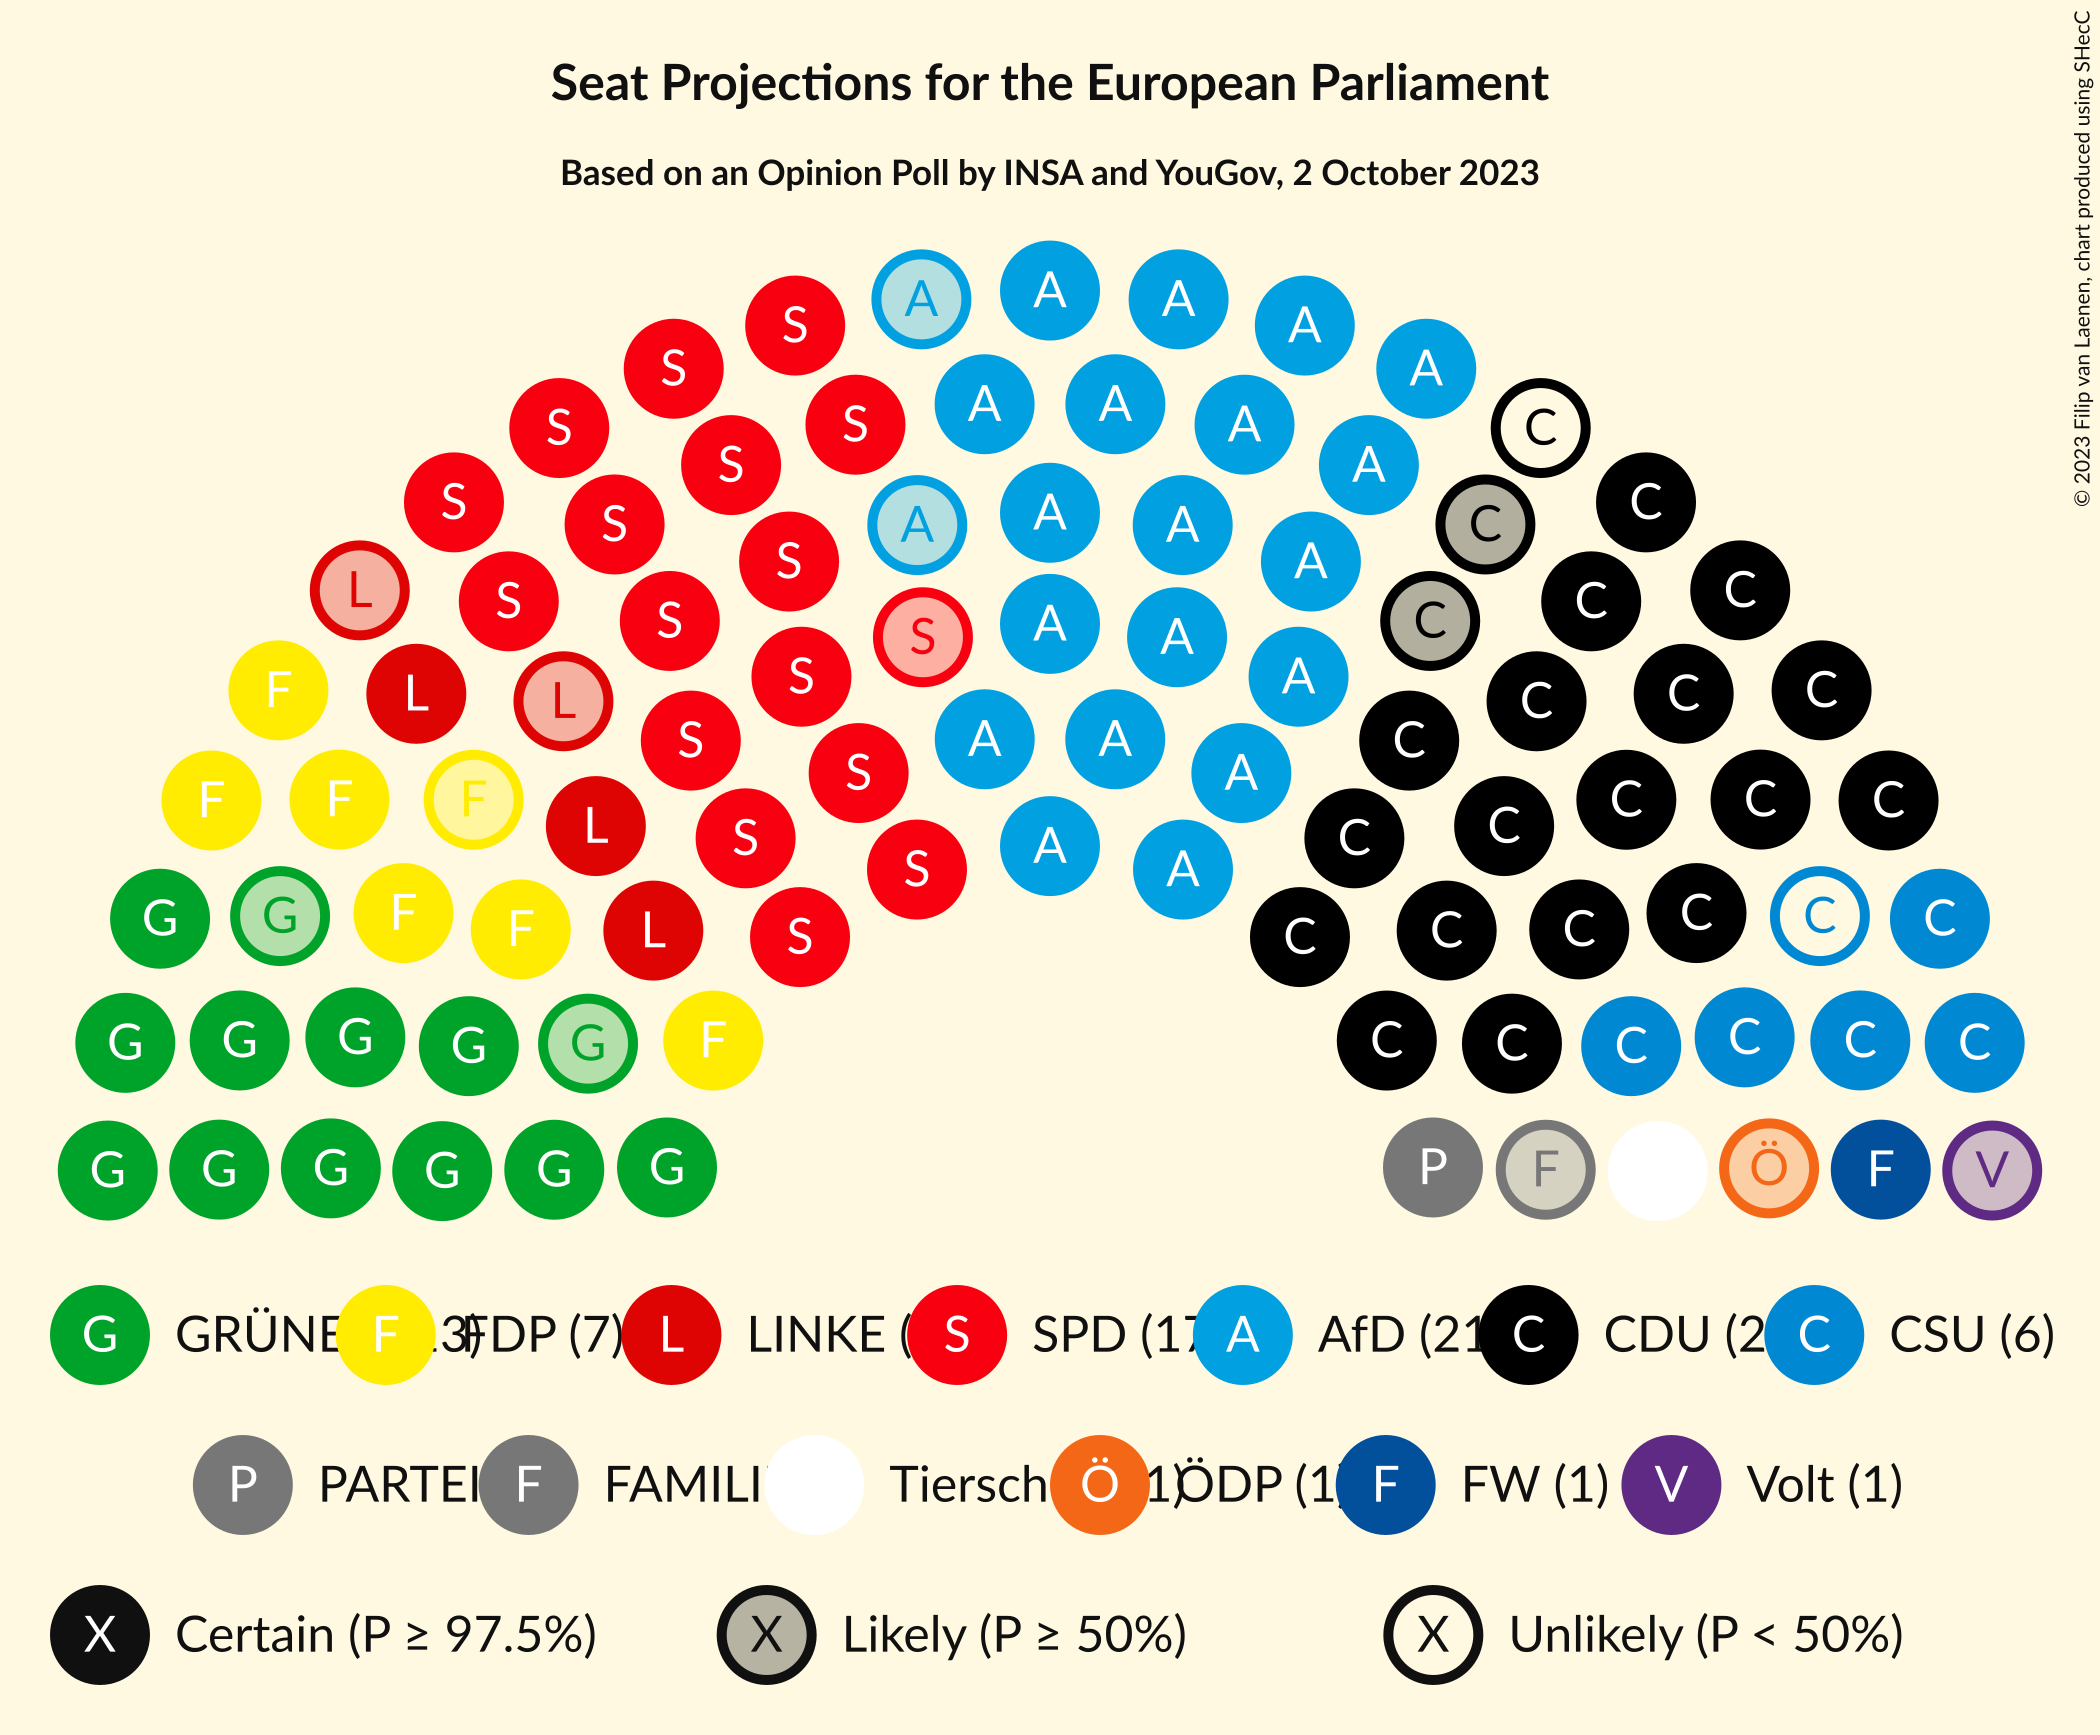 © 2023 Filip van Laenen, chart produced using SHecC
Seat Projections for the European Parliament
Based on an Opinion Poll by INSA and YouGov, 2 October 2023
S A A A A
S A
S S A A A C
S A
S S A A A C C
L S S A C C
S S A A C
F L L S A C C C
S A A C
F F F S A C C C
L S A C C
S A
G G F F L S C C C C C C
G G G G G F C C C C C C
G G G G G G P F Ö F V
G GRÜNE 3) F FDP (7) L LINKE ( S SPD (17 A AfD (21 C CDU (2 C CSU (6)
P PARTEI F FAMILI Tiersch 1) Ö ÖDP (1) F FW (1) V Volt (1)
X Certain (P ≥ 97.5%) X Likely (P ≥ 50%) X Unlikely (P < 50%)